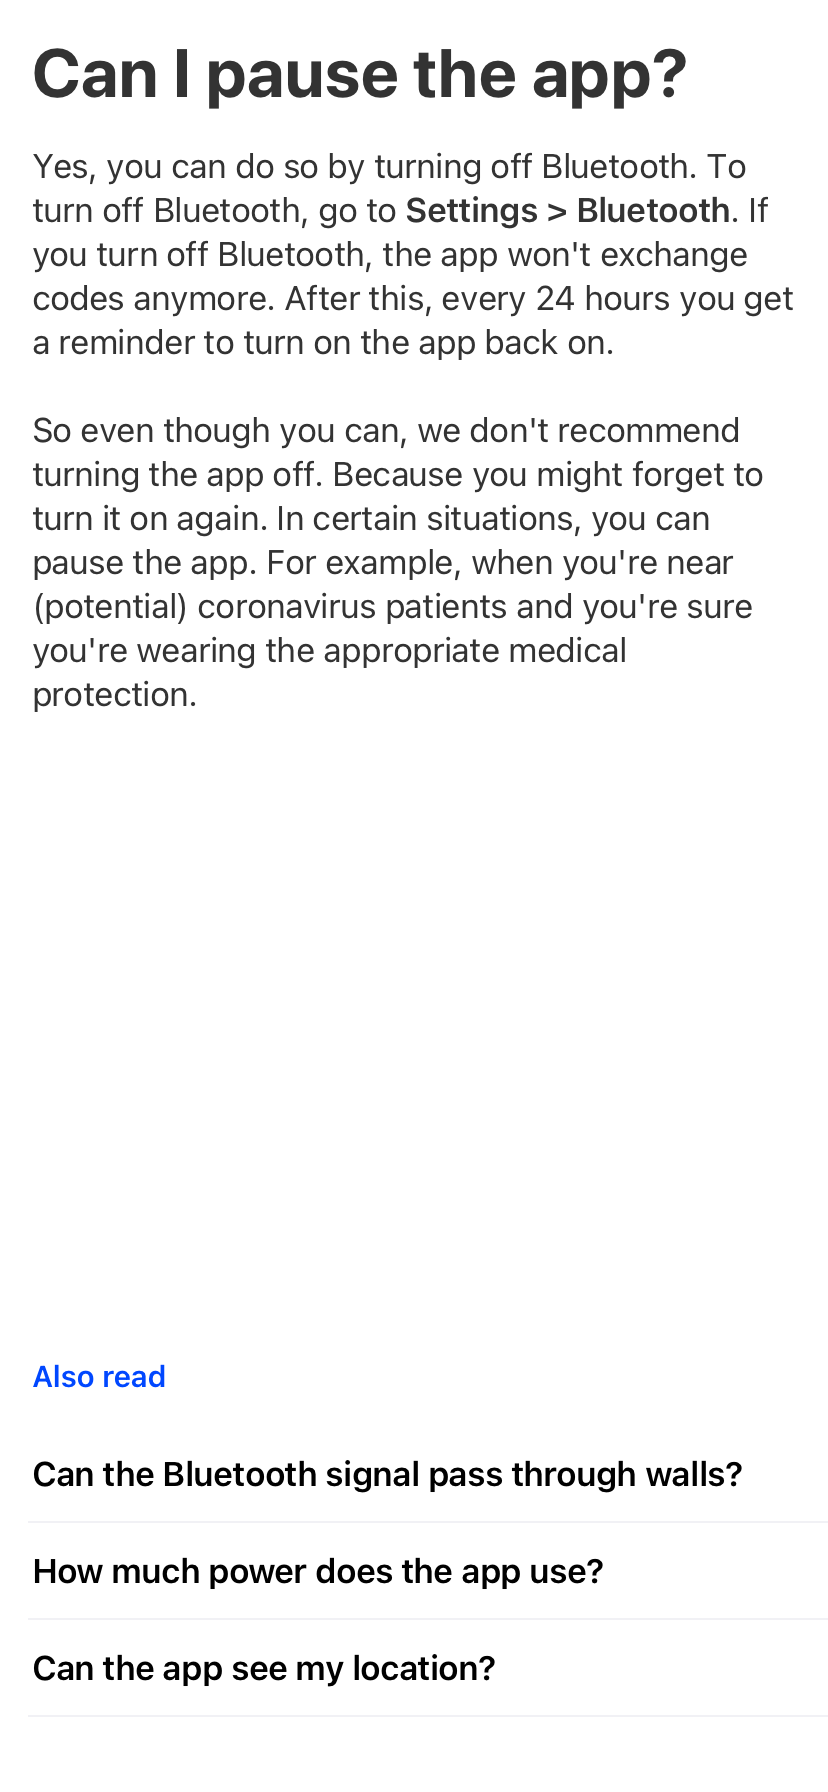 Can I pause the app?
Yes, you can do so by turning off Bluetooth. To
turn off Bluetooth, go to Settings > Bluetooth. If
you turn off Bluetooth, the app won't exchange
codes anymore. After this, every 24 hours you get
a reminder to turn on the app back on.
So even though you can, we don't recommend
turning the app off. Because you might forget to
turn it on again. In certain situations, you can
pause the app. For example, when you're near
(potential) coronavirus patients and you're sure
you're wearing the appropriate medical
protection.
Also read
Can the Bluetooth signal pass through walls?
How much power does the app use?
Can the app see my location?